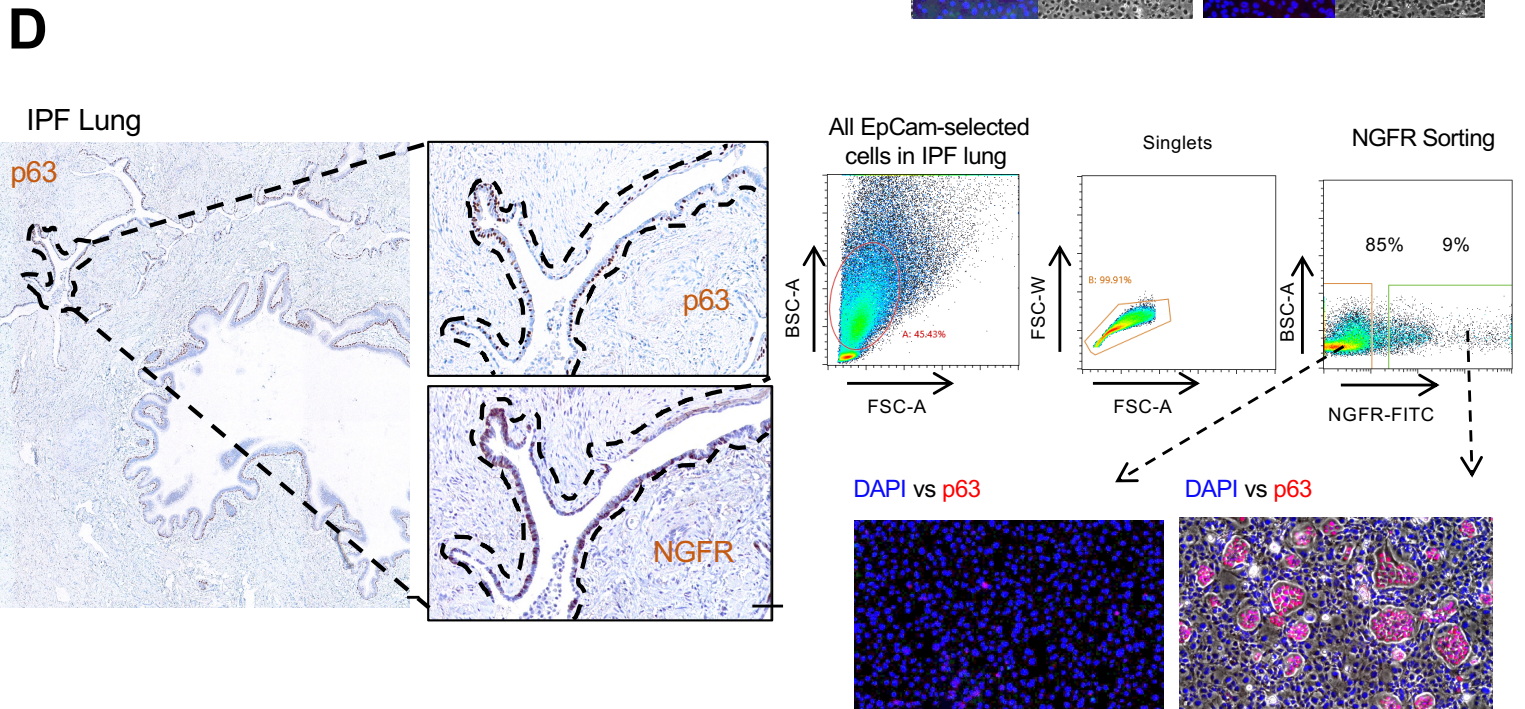 D
IPF Lung
p63
p63
NGFR
All EpCam-selected
cells in IPF lung
BSC-A
A: 45.43%
FSC-A
Singlets
FSC-W
B: 99.91%
FSC-A
NGFR Sorting
BSC-A
85% 9%
NGFR-FITC
DAPI vs p63
DAPI vs p63